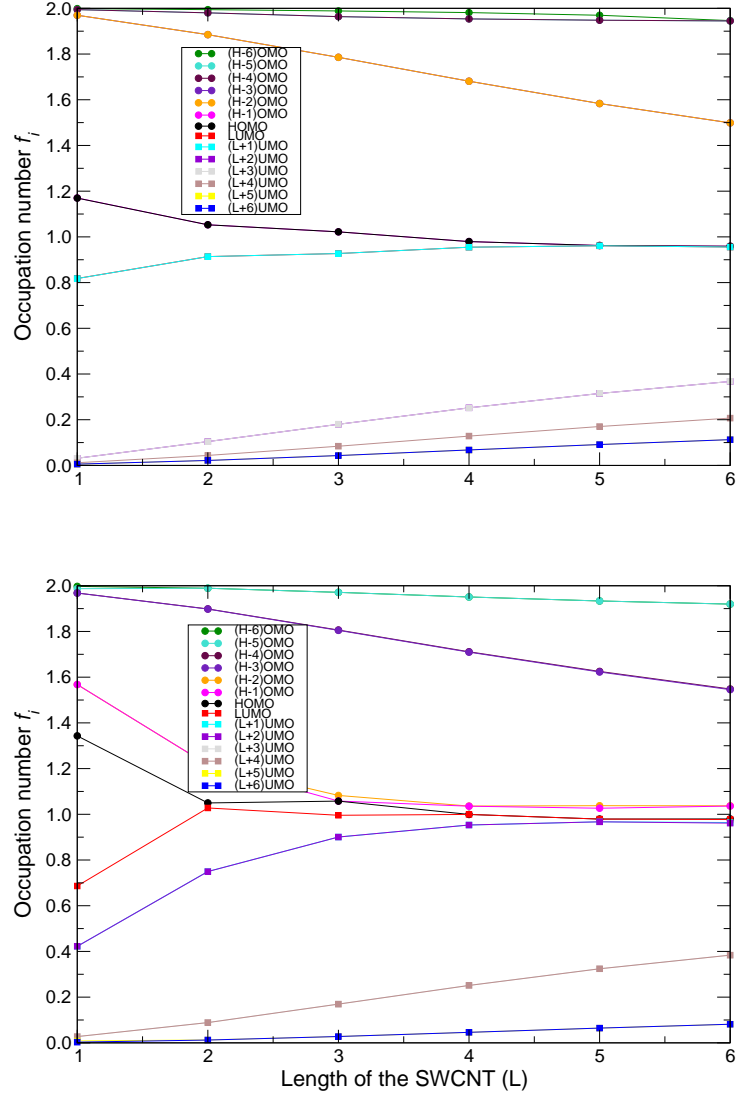 2.0
1.8
1.6
1.4
1.2
1.0
0.8
0.6
0.4
0.2
0.0
Occupation number f_i
(H-6)OMO
(H-5)OMO
(H-4)OMO
(H-3)OMO
(H-2)OMO
(H-1)OMO
HOMO
LUMO
(L+1)UMO
(L+2)UMO
(L+3)UMO
(L+4)UMO
(L+5)UMO
(L+6)UMO
1 2 3 4 5 6
2.0
1.8
1.6
1.4
1.2
1.0
0.8
0.6
0.4
0.2
0.0
Occupation number f_i
(H-6)OMO
(H-5)OMO
(H-4)OMO
(H-3)OMO
(H-2)OMO
(H-1)OMO
HOMO
LUMO
(L+1)UMO
(L+2)UMO
(L+3)UMO
(L+4)UMO
(L+5)UMO
(L+6)UMO
1 2 3 4 5 6
Length of the SWCNT (L)